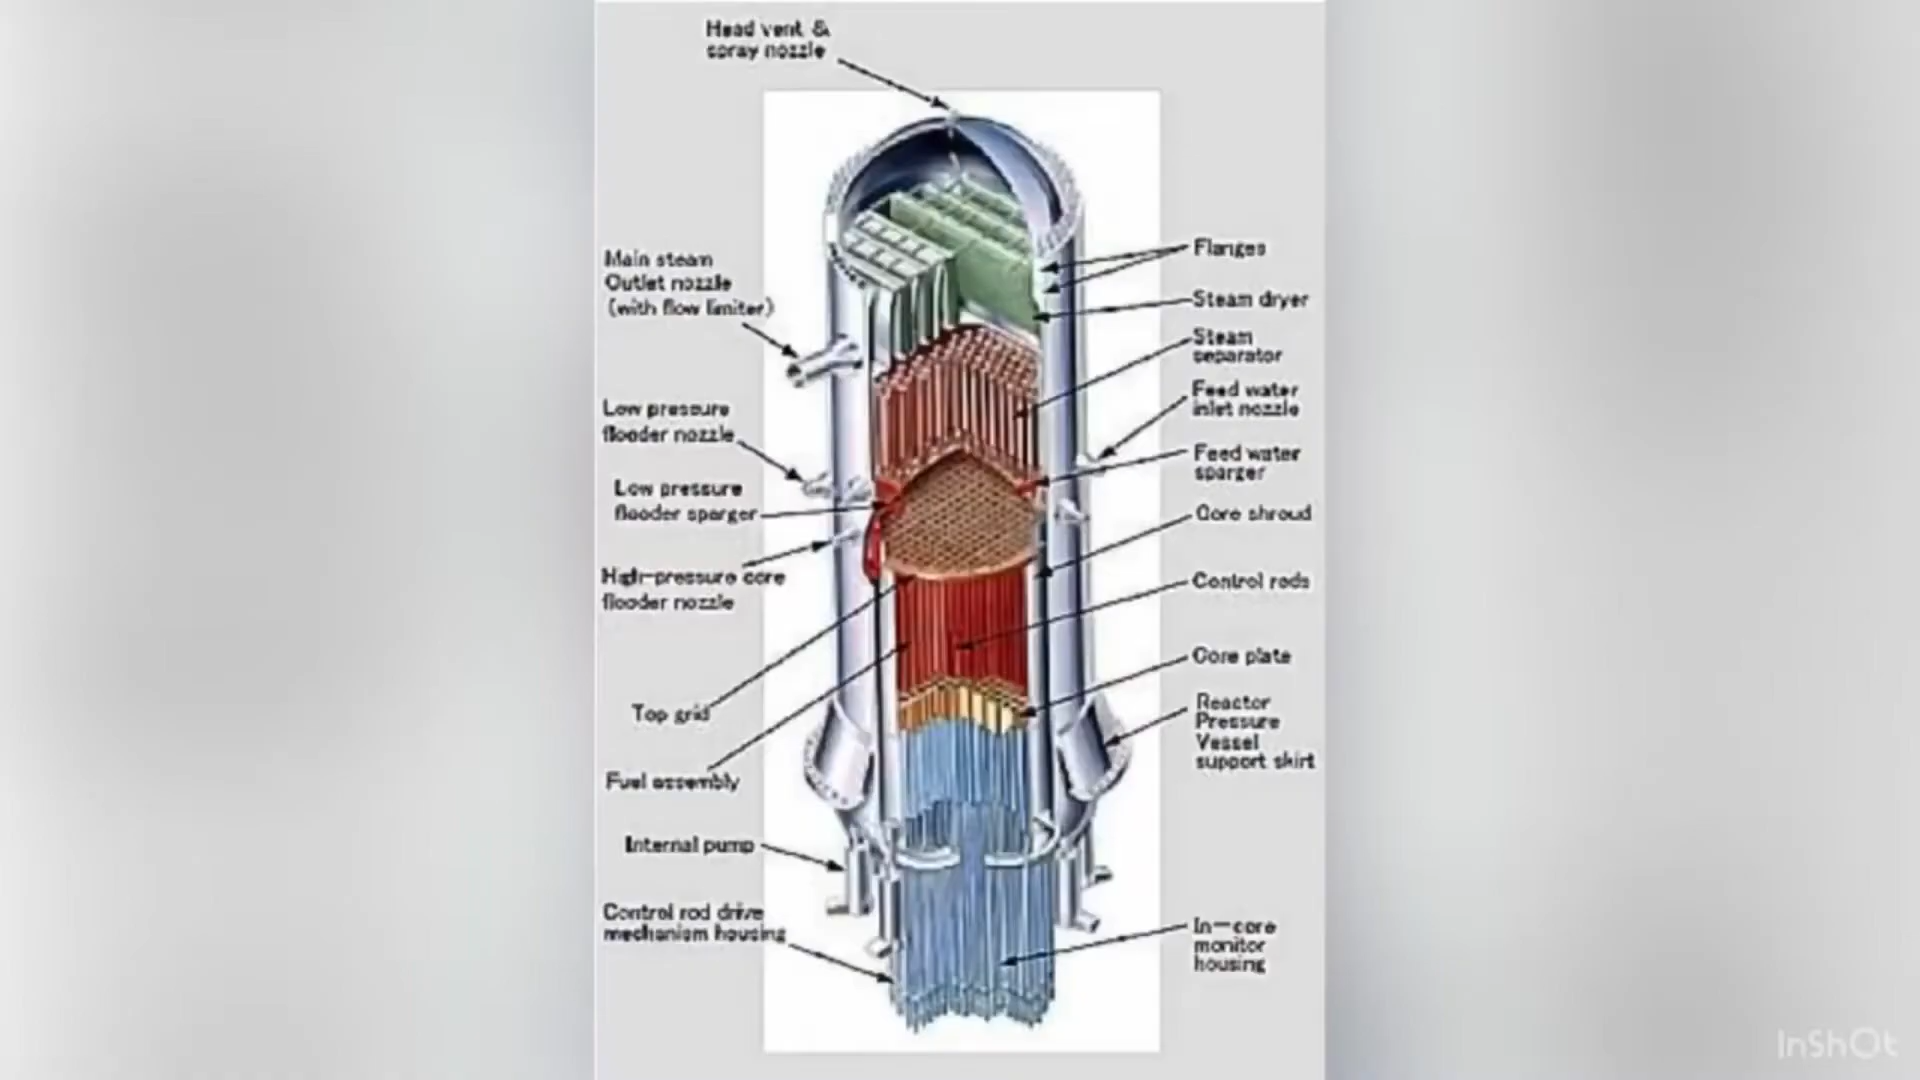 Head vent &
spray nozzle
Main steam
Outlet nozzle
(with flow limiter)
Low pressure
flooder nozzle
Low pressure
flooder sparger
High-pressure core
flooder nozzle
Top grid
Fuel assembly
Internal pump
Control rod drive
mechanism housing
Flanges
Steam dryer
Steam
separator
Feed water
inlet nozzle
Feed water
sparger
Core shroud
Control rods
Core plate
Reactor
Pressure
Vessel
support skirt
In-core
monitor
housing
InShOt